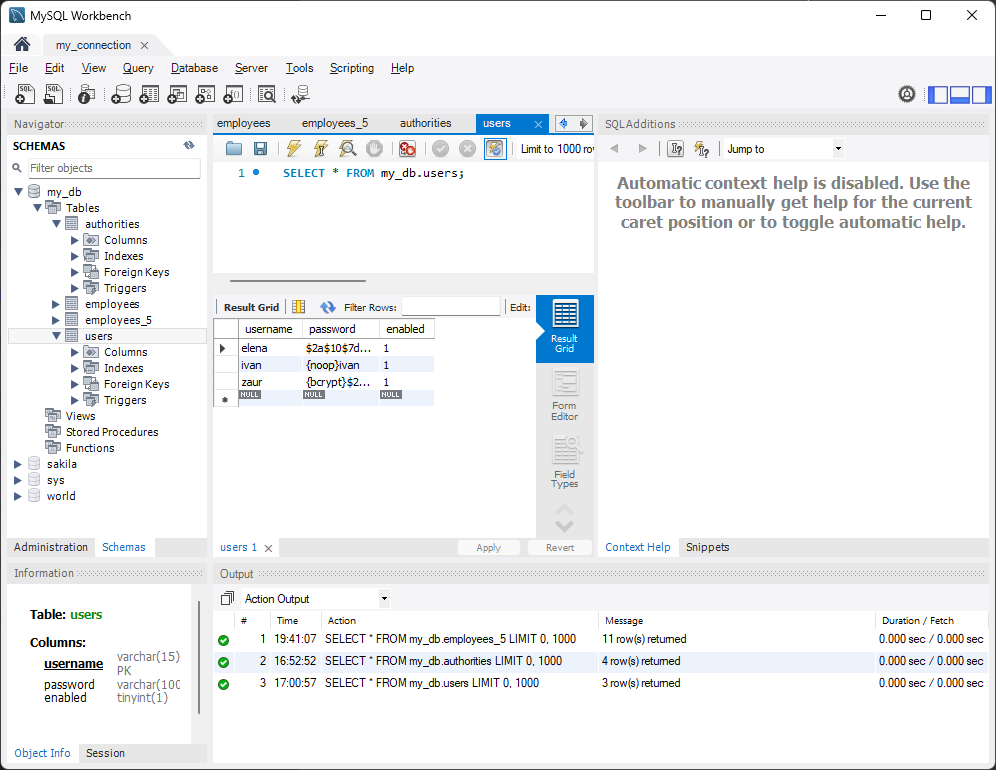 MySQL Workbench
my_connection
File Edit View Query Database Server Tools Scripting Help
Navigator
SCHEMAS
Filter objects
my_db
Tables
authorities
Columns
Indexes
Foreign Keys
Triggers
employees
employees_5
users
Columns
Indexes
Foreign Keys
Triggers
Views
Stored Procedures
Functions
sakila
sys
world
Administration Schemas
Information
Table: users
Columns:
username varchar(15)
PK
password varchar(100
enabled tinyint(1)
Object Info Session
employees employees_5 authorities users
Limit to 1000 rov
1 SELECT * FROM my_db.users;
Result Grid Filter Rows: Edit:
username password enabled
elena $2a$10$7d... 1
ivan {noop}ivan 1
zaur {bcrypt}$2... 1
NULL NULL NULL
Result
Grid
Form
Editor
Field
Types
users 1 Apply Revert
SQLAdditions
Jump to
Automatic context help is disabled. Use the
toolbar to manually get help for the current
caret position or to toggle automatic help.
Context Help Snippets
Output
Action Output
# Time Action Message Duration / Fetch
1 19:41:07 SELECT * FROM my_db.employees_5 LIMIT 0, 1000 11 row(s) returned 0.000 sec / 0.000 sec
2 16:52:52 SELECT * FROM my_db.authorities LIMIT 0, 1000 4 row(s) returned 0.000 sec / 0.000 sec
3 17:00:57 SELECT * FROM my_db.users LIMIT 0, 1000 3 row(s) returned 0.000 sec / 0.000 sec